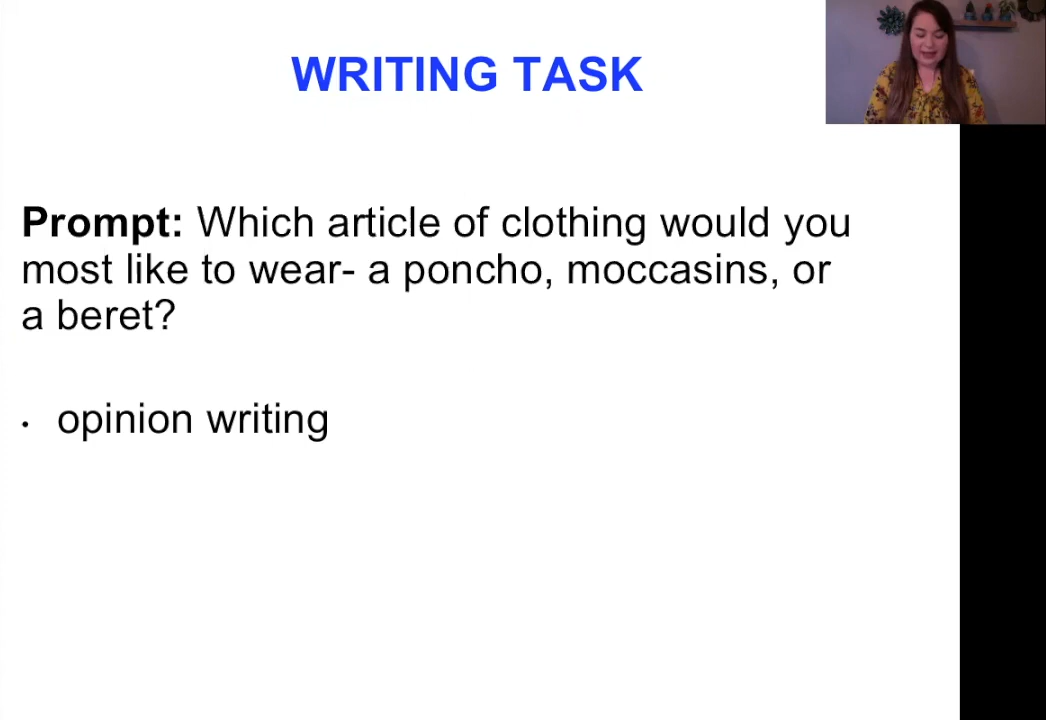 WRITING TASK
Prompt: Which article of clothing would you
most like to wear- a poncho, moccasins, or
a beret?
• opinion writing